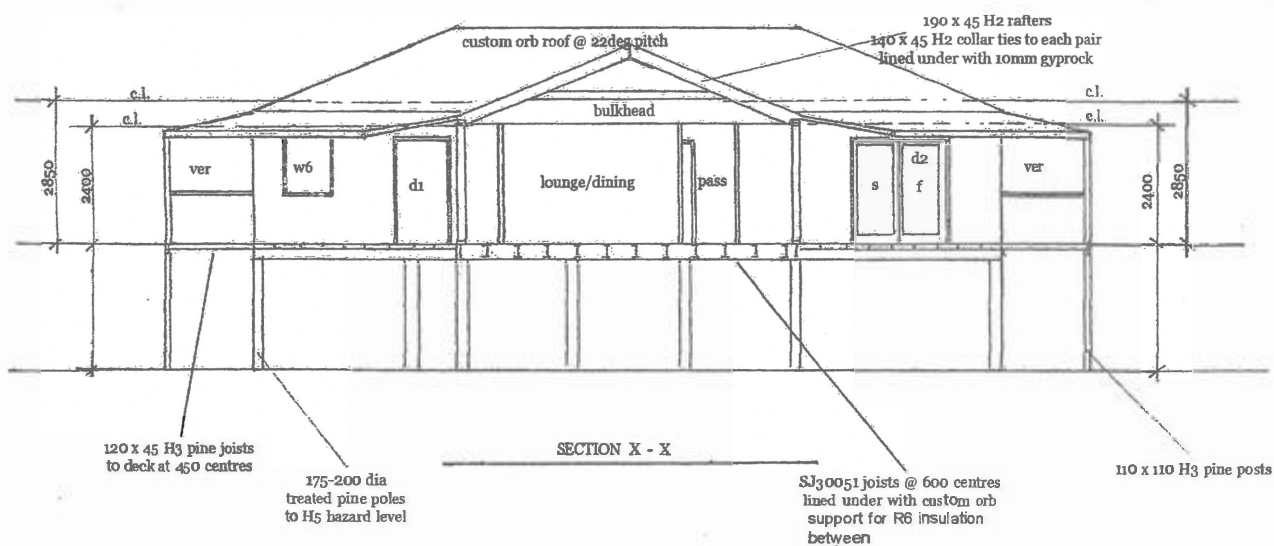 190 x 45 H2 rafters
140 x 45 H2 collar ties to each pair
lined under with 10mm gyprock
custom orb roof @ 22deg pitch
c.l.
c.l.
c.l.
c.l.
bulkhead
2850
2400
ver
w6
d1
lounge/dining
pass
s
d2
f
ver
2400
2850
120 x 45 H3 pine joists
to deck at 450 centres
175-200 dia
treated pine poles
to H5 hazard level
SECTION X - X
SJ30051 joists @ 600 centres
lined under with custom orb
support for R6 insulation
between
110 x 110 H3 pine posts